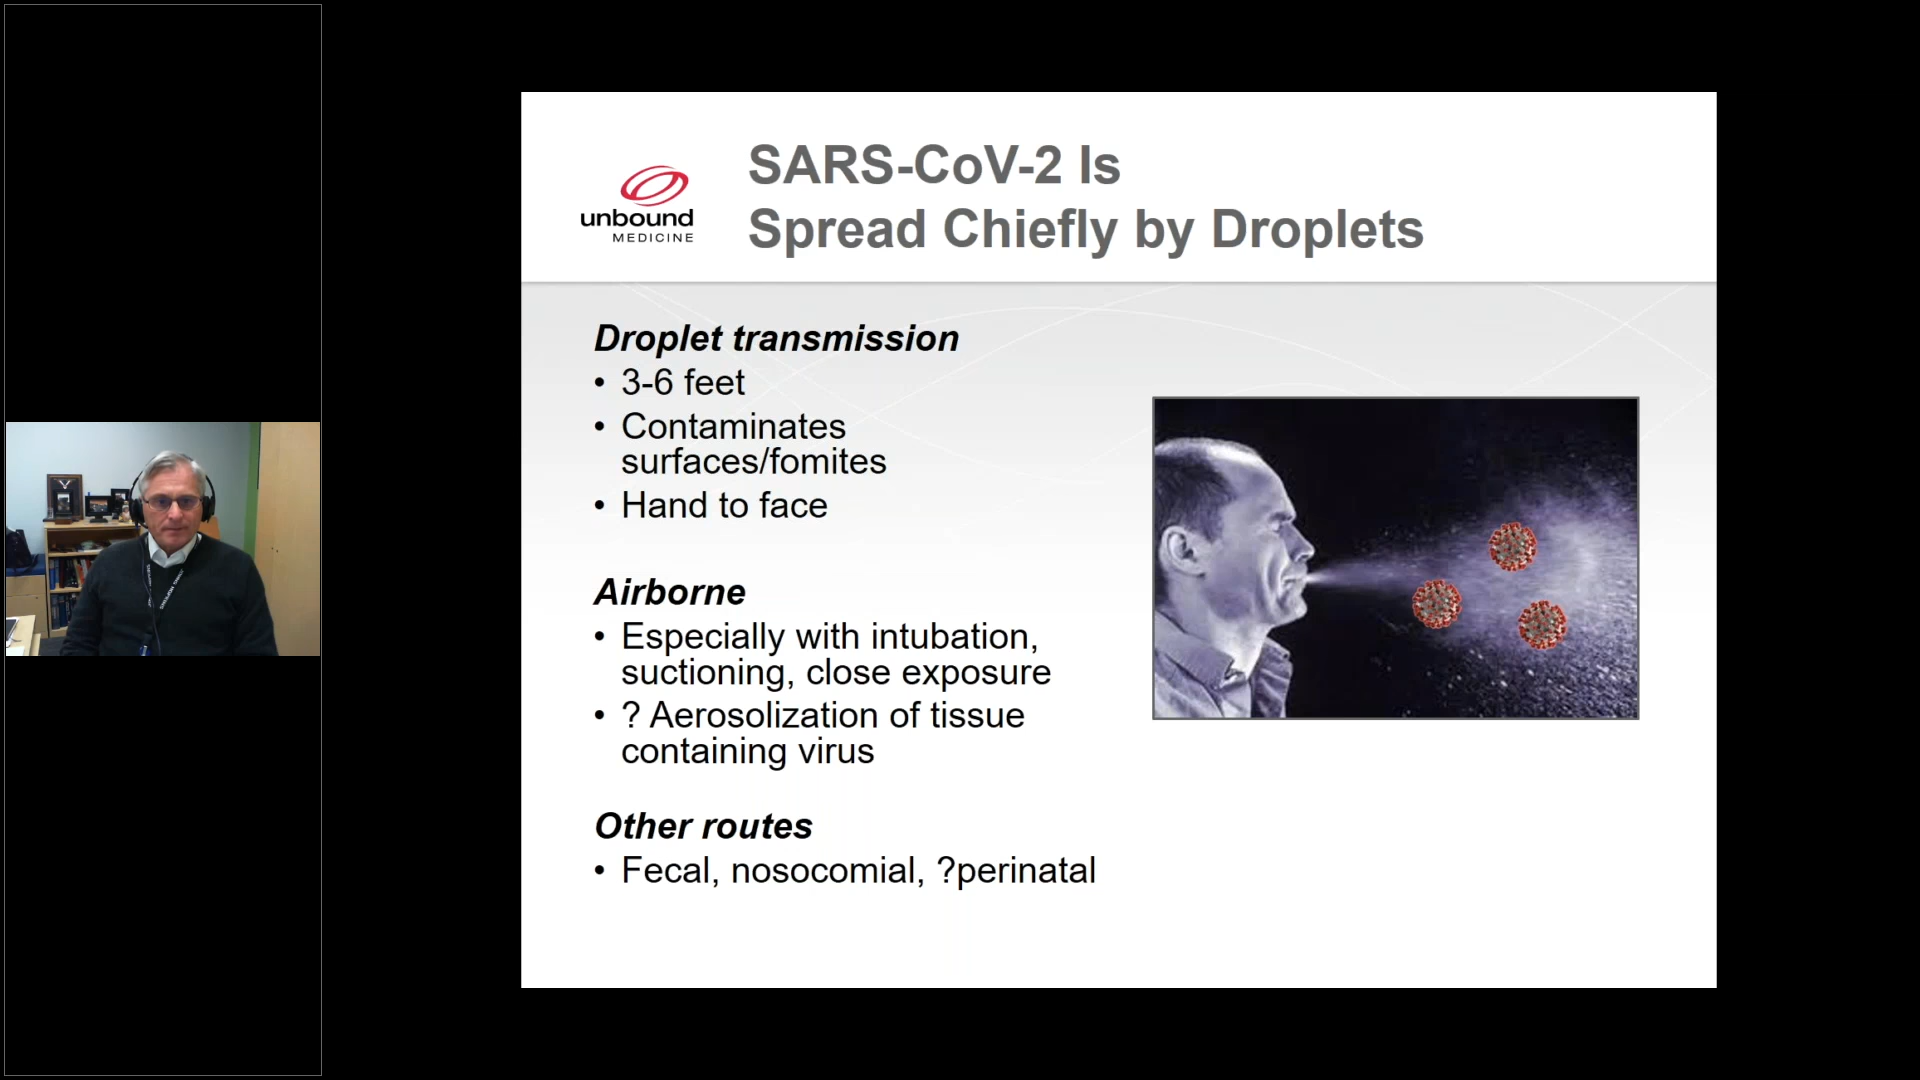 unbound
MEDICINE
SARS-CoV-2 Is
Spread Chiefly by Droplets
Droplet transmission
• 3-6 feet
• Contaminates
surfaces/fomites
• Hand to face
Airborne
• Especially with intubation,
suctioning, close exposure
• ? Aerosolization of tissue
containing virus
Other routes
• Fecal, nosocomial, ?perinatal